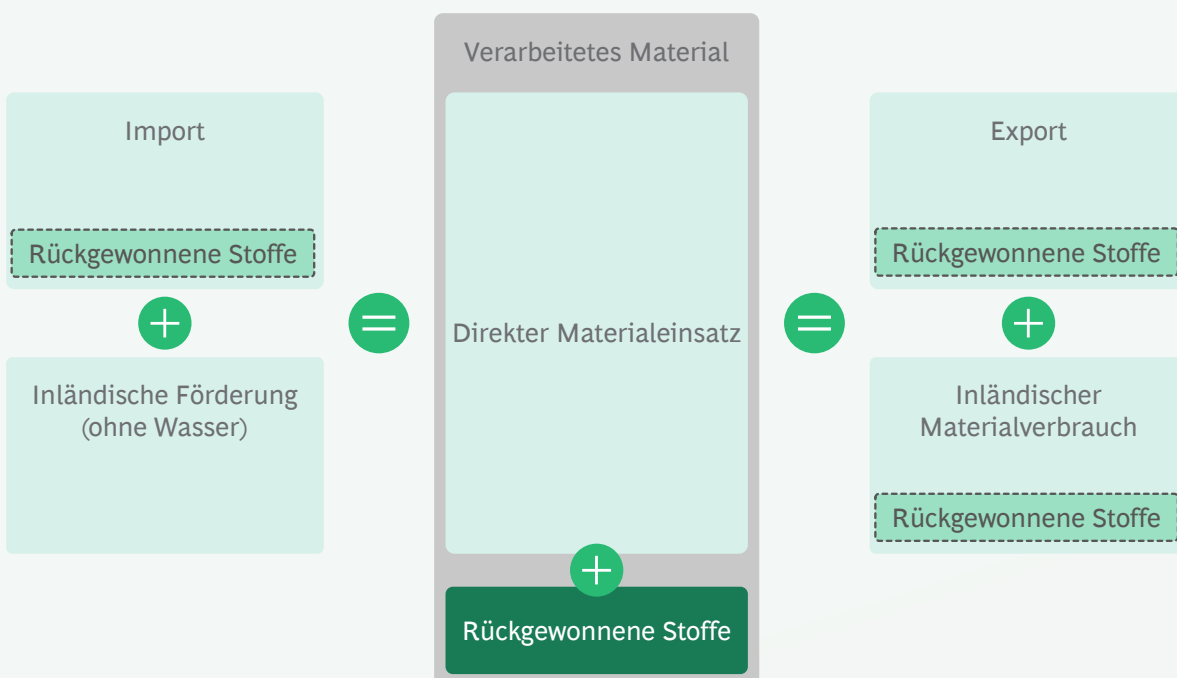 Verarbeitetes Material
Import
Rückgewonnene Stoffe
+
Inländische Förderung
(ohne Wasser)
=
Direkter Materialeinsatz
+
Rückgewonnene Stoffe
=
Export
Rückgewonnene Stoffe
+
Inländischer
Materialverbrauch
Rückgewonnene Stoffe